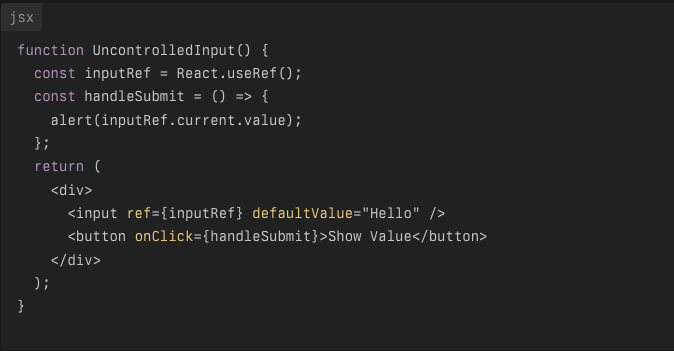 jsx
function UncontrolledInput() {
  const inputRef = React.useRef();
  const handleSubmit = () => {
    alert(inputRef.current.value);
  };
  return (
    <div>
      <input ref={inputRef} defaultValue="Hello" />
      <button onClick={handleSubmit}>Show Value</button>
    </div>
  );
}